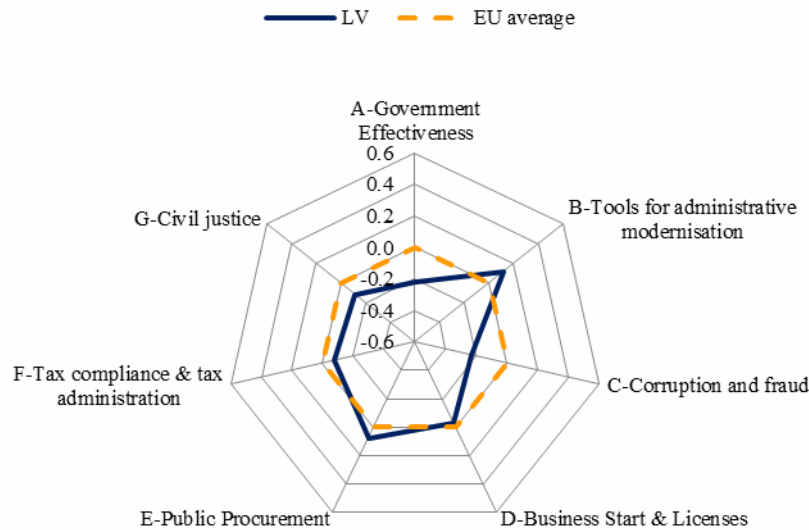 LV
EU average
A-Government
Effectiveness
0.6
0.4
0.2
0.0
-0.2
-0.4
-0.6
B-Tools for administrative
modernisation
C-Corruption and fraud
D-Business Start & Licenses
E-Public Procurement
F-Tax compliance & tax
administration
G-Civil justice